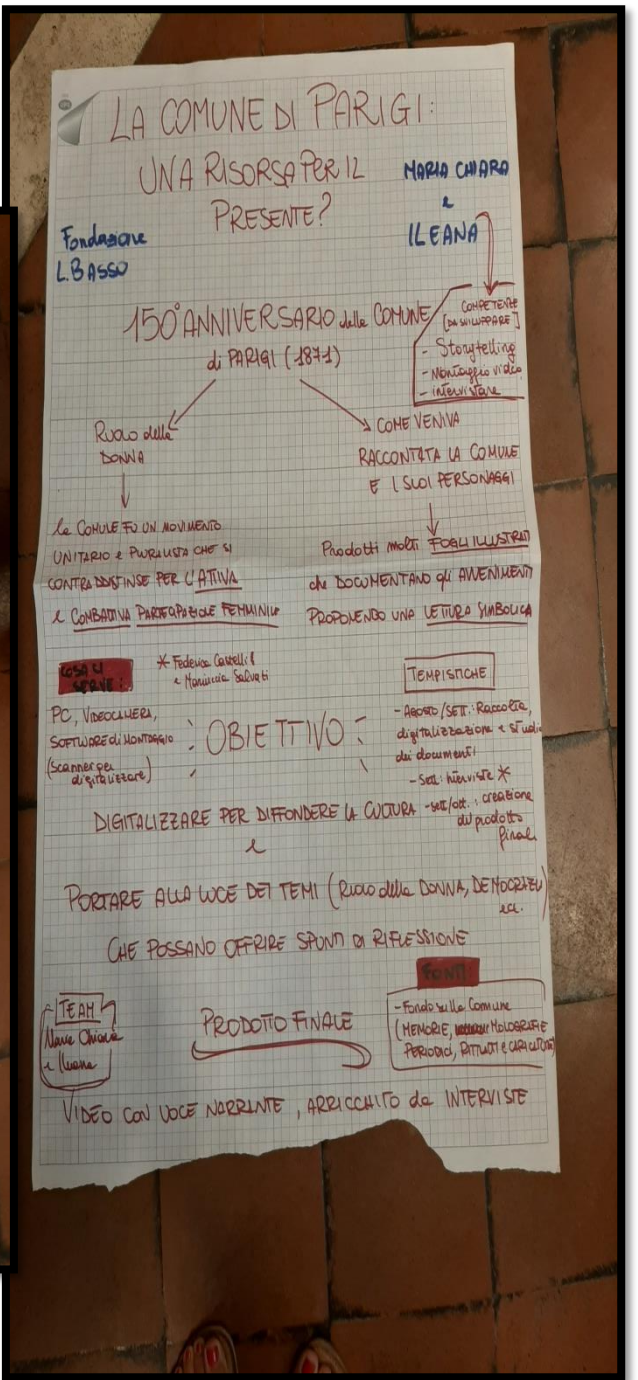 LA COMUNE DI PARIGI:
UNA RISORSA PER IL
PRESENTE?
MARIA CHIARA
e
ILEANA
Fondazione
L. BASSO
150° ANNIVERSARIO della COMUNE
di PARIGI (1871)
COMPETENZE
[DA SVILUPPARE]
- Storytelling
- Montaggio video
- intervistare
Ruolo della
DONNA
COME VENIVA
RACCONTATA LA COMUNE
E I SUOI PERSONAGGI
la COMUNE FU UN MOVIMENTO
UNITARIO e PLURALISTA CHE SI
CONTRADDISTINSE PER L'ATTIVA
e COMBATTIVA PARTECIPAZIONE FEMMINILE
Prodotti molti FOGLI ILLUSTRATI
che DOCUMENTANO gli AVVENIMENTI
PROPONENDO UNA LETTURA SIMBOLICA
COSA CI
SERVE:
* Federica Castelli
e Mariuccia Salvati
PC, VIDEOCAMERA,
SOFTWARE di MONTAGGIO
(scanner per
digitalizzare)
: OBIETTIVO :
TEMPISTICHE
- AGOSTO/SETT.: Raccolta,
digitalizzazione e studio
dei documenti
- Sett: interviste *
- sett/ott.: creazione
del prodotto
finale
DIGITALIZZARE PER DIFFONDERE LA CULTURA
e
PORTARE ALLA LUCE DEI TEMI (Ruolo della DONNA, DEMOCRAZIA)
ecc.
CHE POSSANO OFFRIRE SPUNTI DI RIFLESSIONE
TEAM
Maria Chiara
e Ileana
PRODOTTO FINALE
FONTI
- Fondo sulla Comune
(MEMORIE, MONOGRAFIE
PERIODICI, RITRATTI e CARICATURE)
VIDEO CON VOCE NARRANTE, ARRICCHITO da INTERVISTE